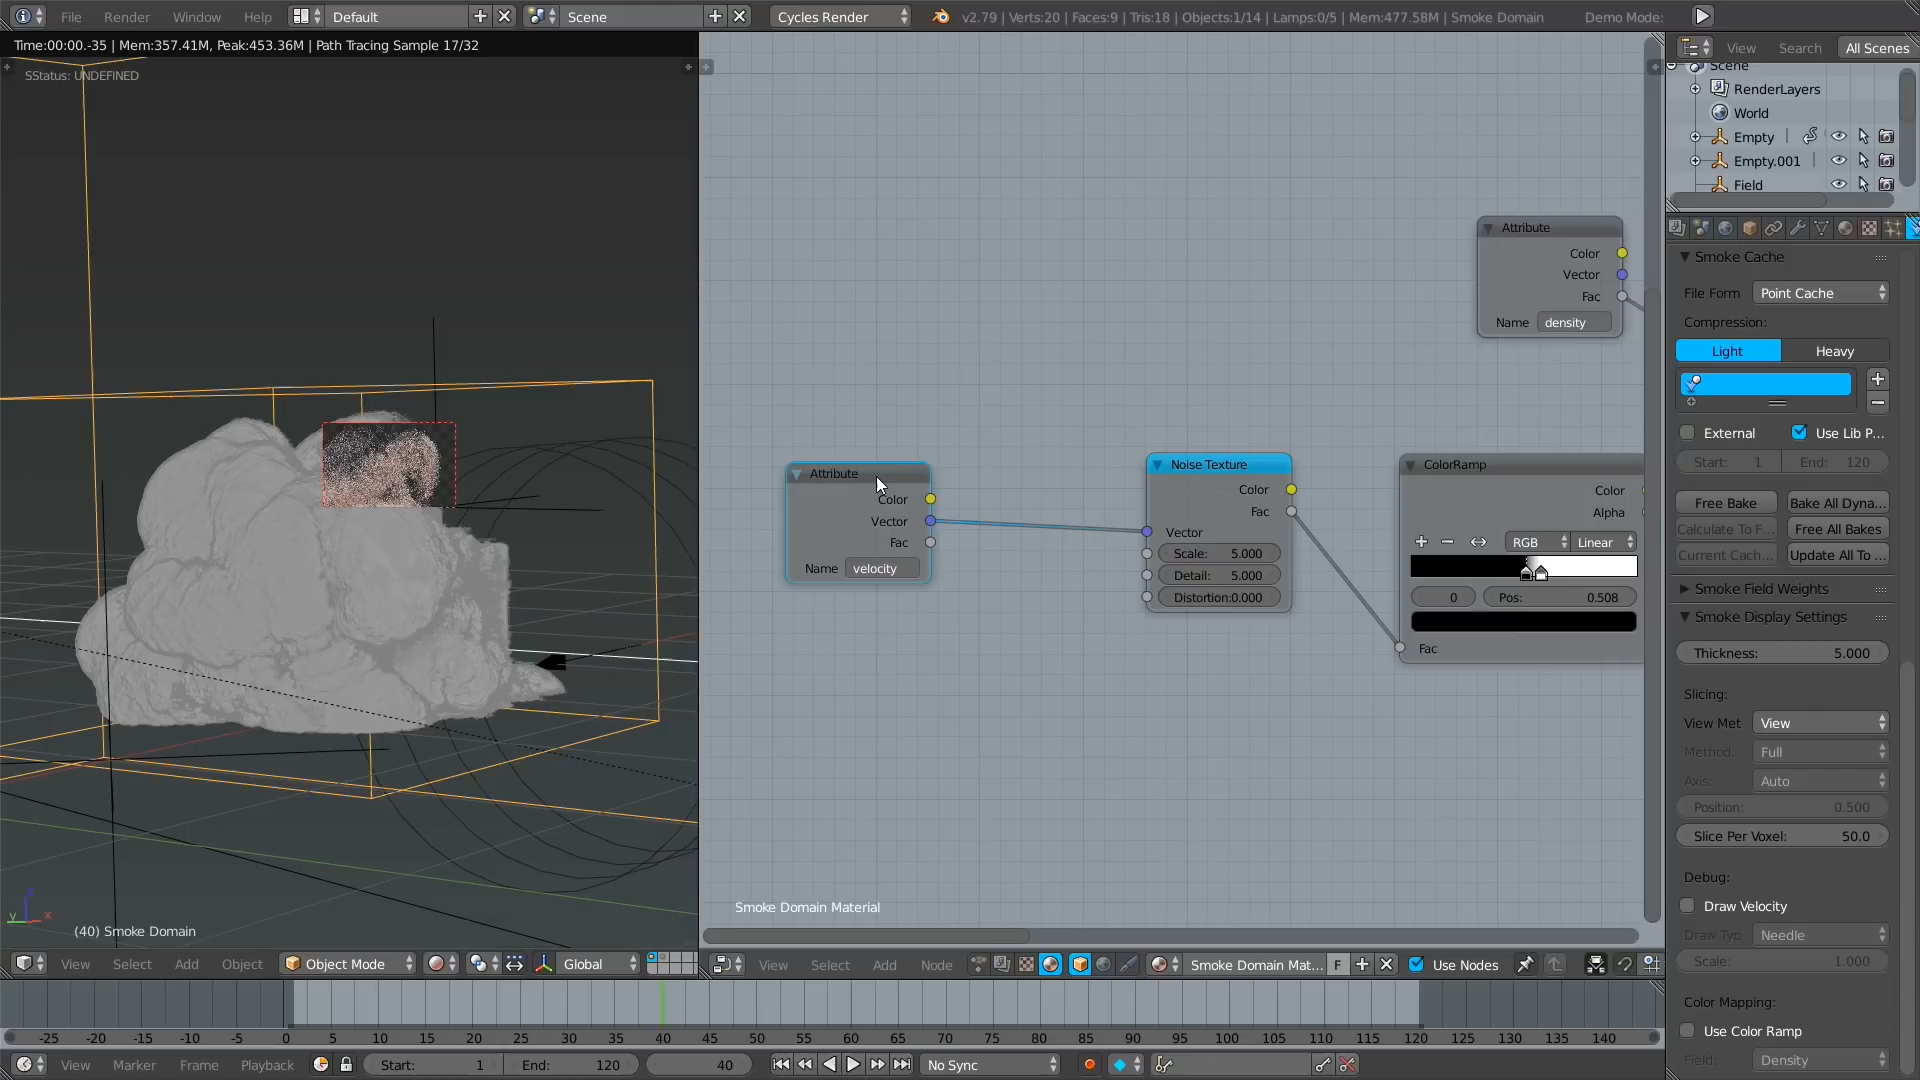 File Render Window Help Default Scene Cycles Render v2.79 | Verts:20 | Faces:9 | Tris:18 | Objects:1/14 | Lamps:0/5 | Mem:477.58M | Smoke Domain Demo Mode:
Time:00:00.-35 | Mem:357.41M, Peak:453.36M | Path Tracing Sample 17/32
SStatus: UNDEFINED
View Search All Scenes
Scene
RenderLayers
World
Empty
Empty.001
Field
Attribute
Color
Vector
Fac
Name density
Attribute
Color
Vector
Fac
Name velocity
Noise Texture
Color
Fac
Vector
Scale: 5.000
Detail: 5.000
Distortion:0.000
ColorRamp
Color
Alpha
RGB Linear
0 Pos: 0.508
Fac
Smoke Domain Material
Smoke Cache
File Form Point Cache
Compression:
Light Heavy
External Use Lib P...
Start: 1 End: 120
Free Bake Bake All Dyna...
Calculate To F... Free All Bakes
Current Cach... Update All To ...
Smoke Field Weights
Smoke Display Settings
Thickness: 5.000
Slicing:
View Met View
Method: Full
Axis: Auto
Position: 0.500
Slice Per Voxel: 50.0
Debug:
Draw Velocity
Draw Typ Needle
Scale: 1.000
Color Mapping:
Use Color Ramp
Field: Density
z
y x
(40) Smoke Domain
View Select Add Object Object Mode Global
View Select Add Node Smoke Domain Mat... F Use Nodes
-25 -20 -15 -10 -5 0 5 10 15 20 25 30 35 40 45 50 55 60 65 70 75 80 85 90 95 100 105 110 115 120 125 130 135 140
View Marker Frame Playback Start: 1 End: 120 40 No Sync